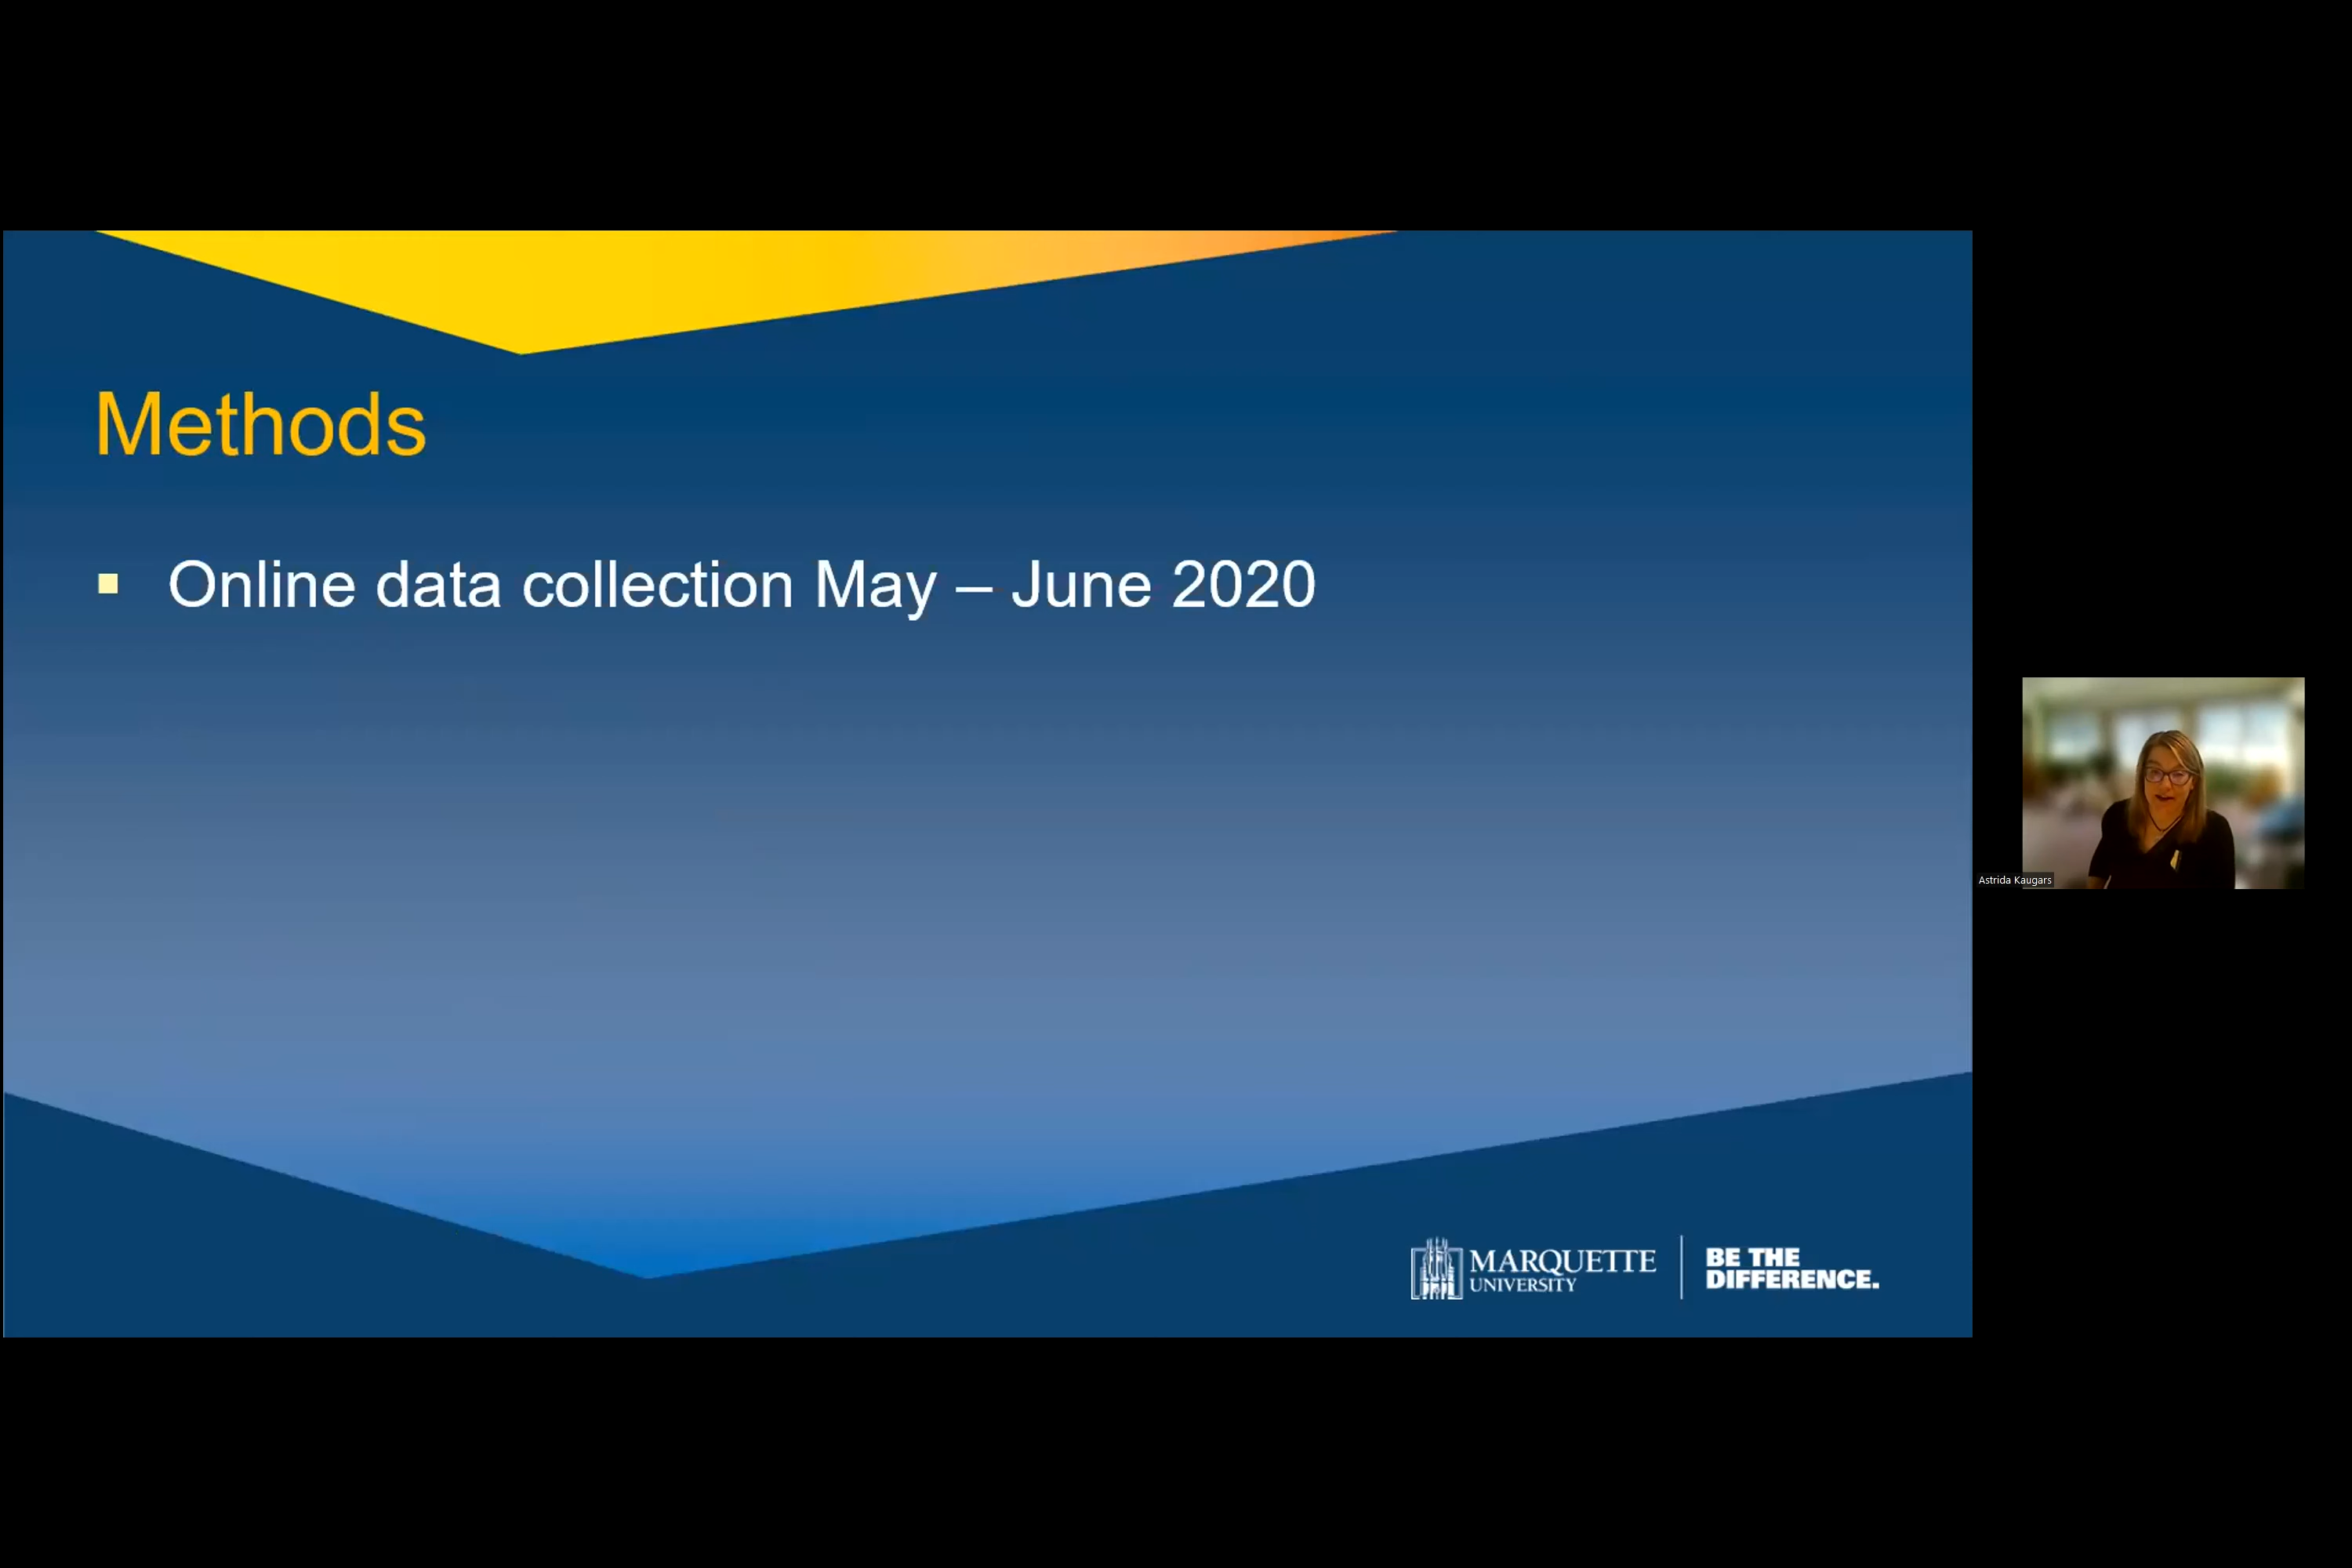 Methods
Online data collection May – June 2020
Astrida Kaugars
MARQUETTE
UNIVERSITY
BE THE
DIFFERENCE.